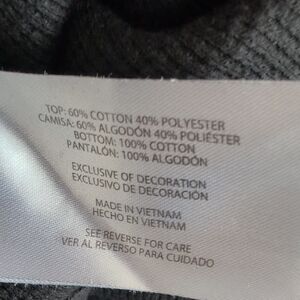 TOP: 60% COTTON 40% POLYESTER
CAMISA: 60% ALGODÓN 40% POLIÉSTER
BOTTOM: 100% COTTON
PANTALÓN: 100% ALGODÓN
EXCLUSIVE OF DECORATION
EXCLUSIVO DE DECORACIÓN
MADE IN VIETNAM
HECHO EN VIETNAM
SEE REVERSE FOR CARE
VER AL REVERSO PARA CUIDADO